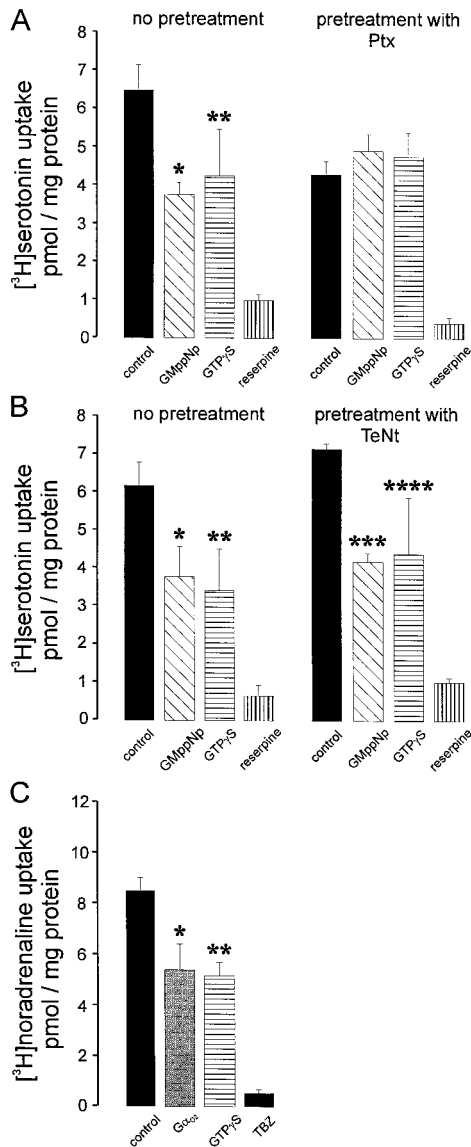 A
no pretreatment
pretreatment with
Ptx
[³H]serotonin uptake
pmol / mg protein
8
7
6
5
4
3
2
1
0
*
**
control
GMppNp
GTPγS
reserpine
control
GMppNp
GTPγS
reserpine
B
no pretreatment
pretreatment with
TeNt
[³H]serotonin uptake
pmol / mg protein
8
7
6
5
4
3
2
1
0
*
**
***
****
control
GMppNp
GTPγS
reserpine
control
GMppNp
GTPγS
reserpine
C
[³H]noradrenaline uptake
pmol / mg protein
12
10
8
6
4
2
0
*
**
control
Gαo2
GTPγS
TBZ